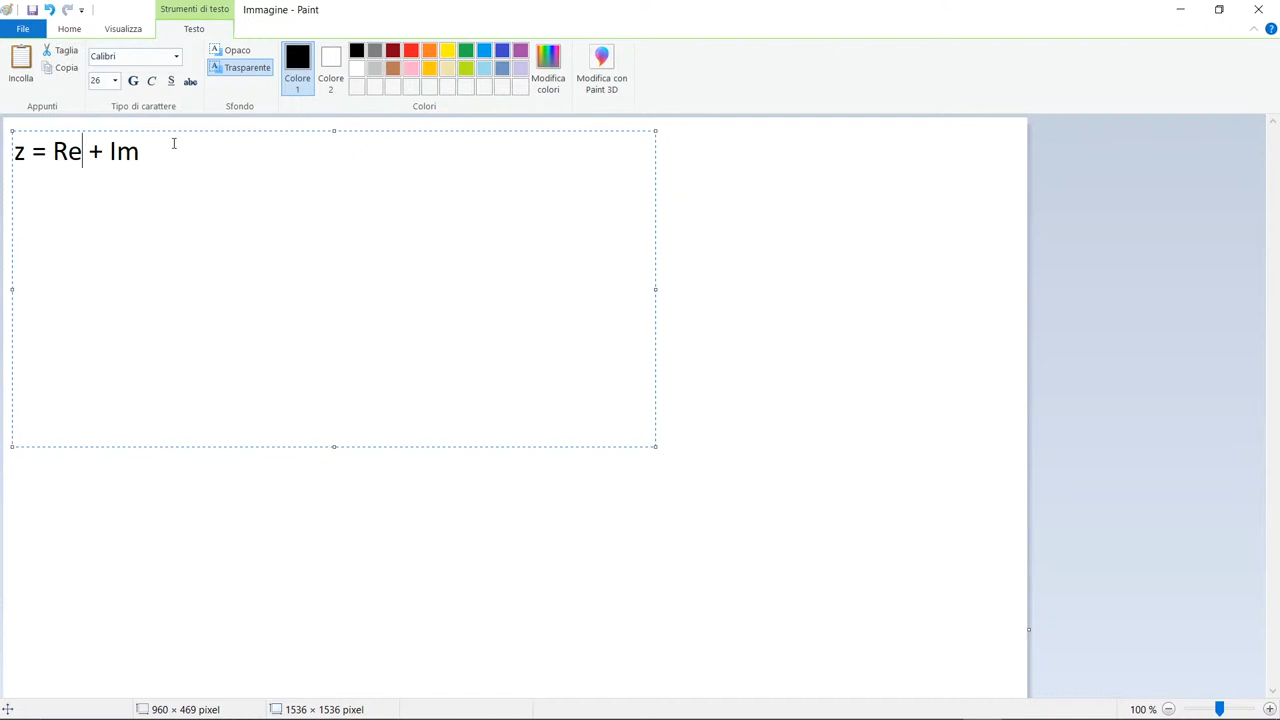 Strumenti di testo
Immagine - Paint
File
Home
Visualizza
Testo
Incolla
Taglia
Copia
Appunti
Calibri
26
G C S abc
Tipo di carattere
Opaco
Trasparente
Sfondo
Colore 1
Colore 2
Modifica colori
Colori
Modifica con Paint 3D
z = Re + Im
960 × 469 pixel
1536 × 1536 pixel
100 %